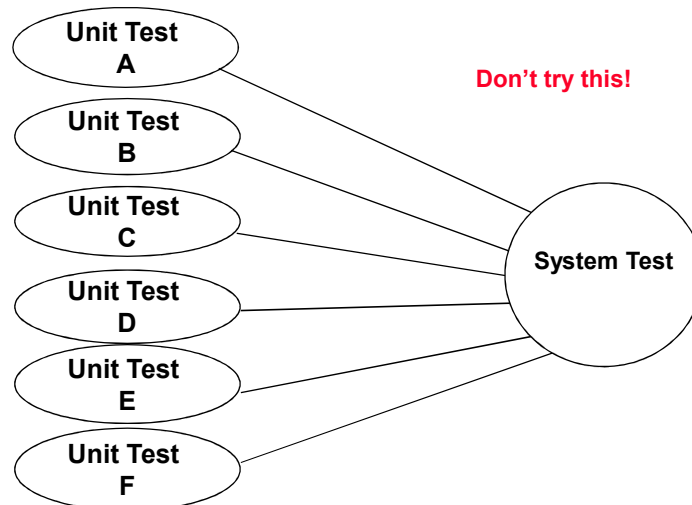 Unit Test
A
Don't try this!
Unit Test
B
Unit Test
C
System Test
Unit Test
D
Unit Test
E
Unit Test
F